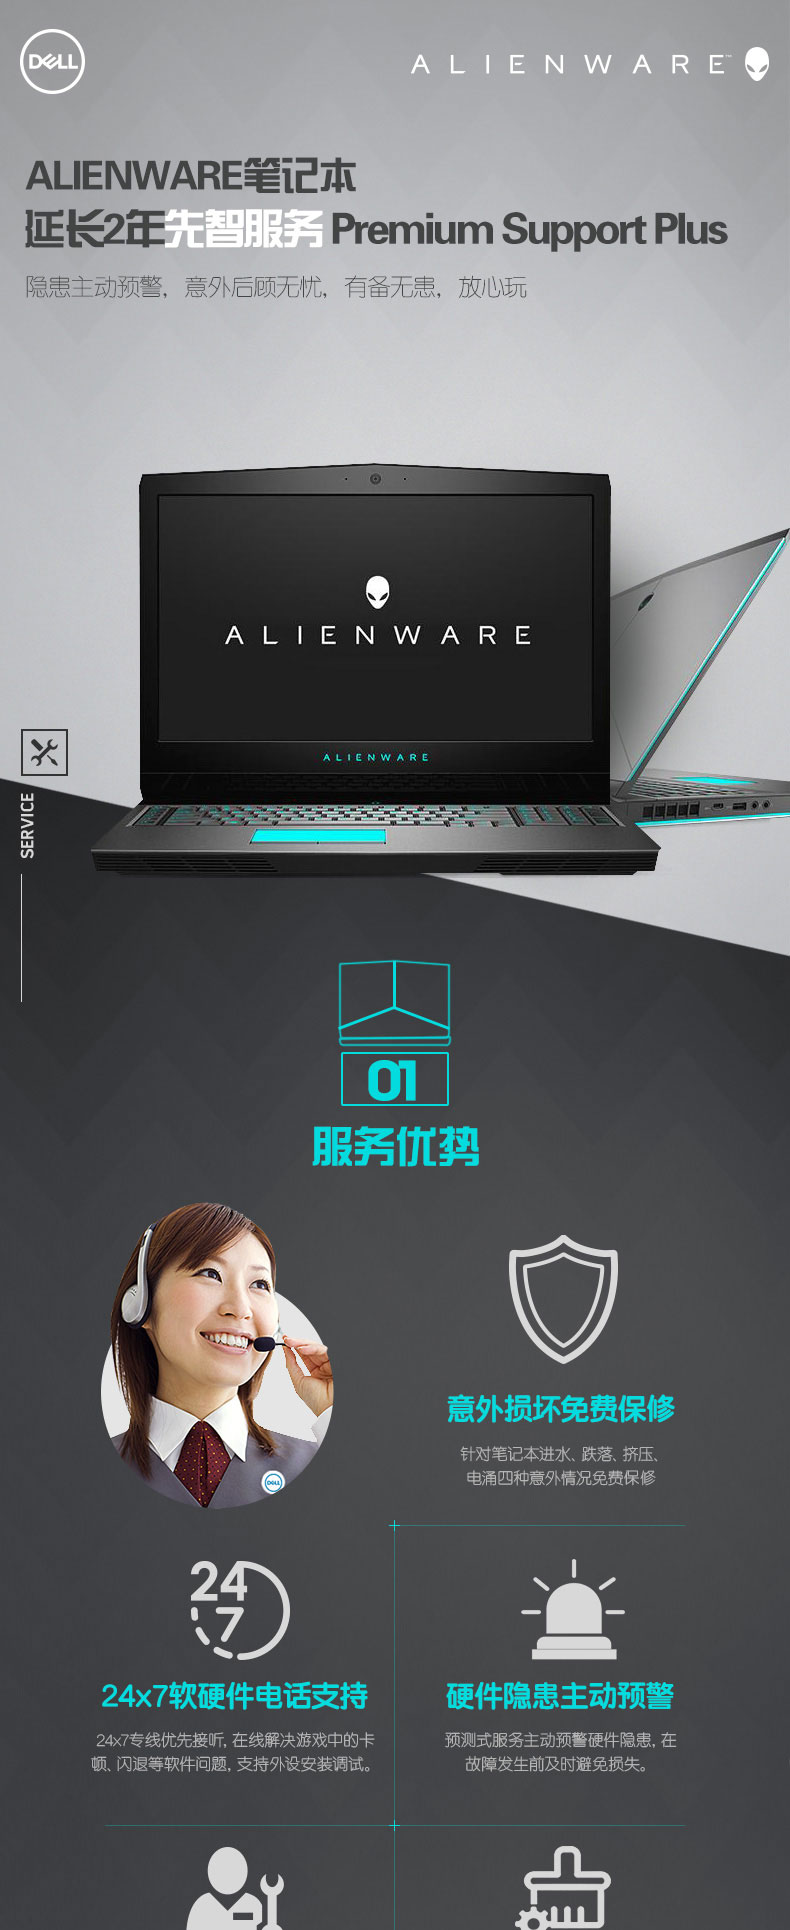 DELL
ALIENWARE™
ALIENWARE笔记本
延长2年先智服务 Premium Support Plus
隐患主动预警，意外后顾无忧，有备无患，放心玩
ALIENWARE
ALIENWARE
SERVICE
01
服务优势
意外损坏免费保修
针对笔记本进水、跌落、挤压、
电涌四种意外情况免费保修
DELL
24
7
24x7软硬件电话支持
24x7专线优先接听，在线解决游戏中的卡
顿、闪退等软件问题，支持外设安装调试。
硬件隐患主动预警
预测式服务主动预警硬件隐患，在
故障发生前及时避免损失。